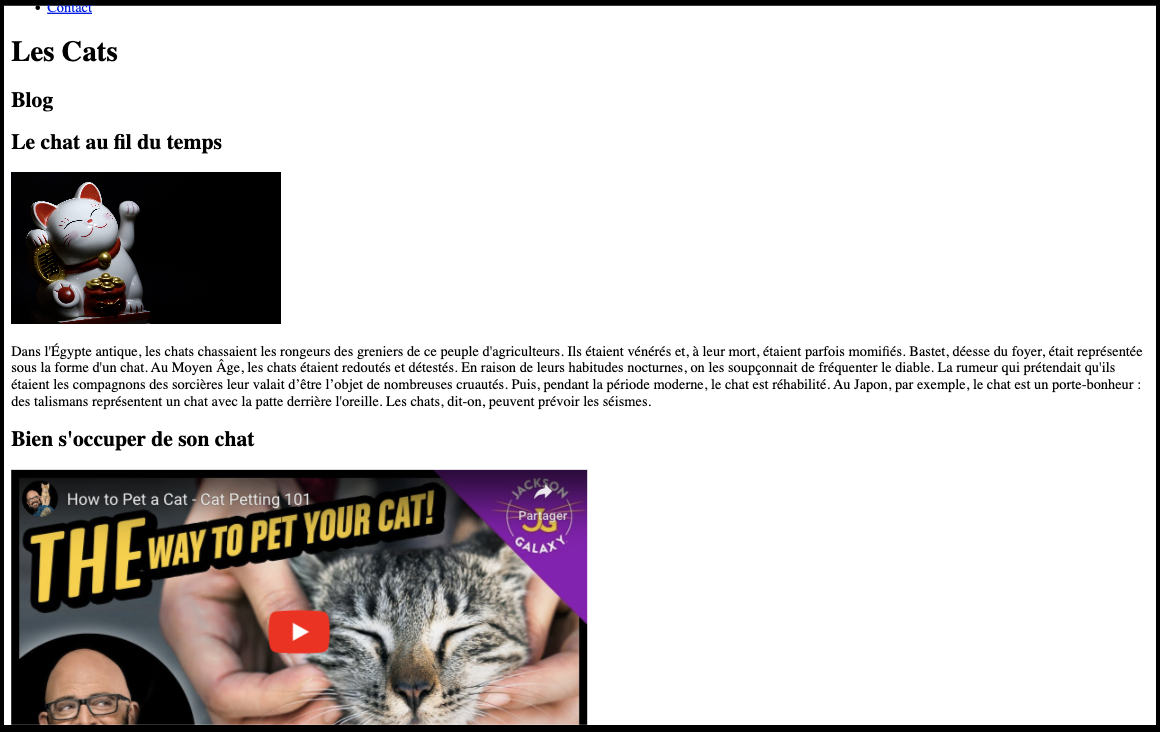 Contact
Les Cats
Blog
Le chat au fil du temps
Dans l'Égypte antique, les chats chassaient les rongeurs des greniers de ce peuple d'agriculteurs. Ils étaient vénérés et, à leur mort, étaient parfois momifiés. Bastet, déesse du foyer, était représentée
sous la forme d'un chat. Au Moyen Âge, les chats étaient redoutés et détestés. En raison de leurs habitudes nocturnes, on les soupçonnait de fréquenter le diable. La rumeur qui prétendait qu'ils
étaient les compagnons des sorcières leur valait d’être l’objet de nombreuses cruautés. Puis, pendant la période moderne, le chat est réhabilité. Au Japon, par exemple, le chat est un porte-bonheur :
des talismans représentent un chat avec la patte derrière l'oreille. Les chats, dit-on, peuvent prévoir les séismes.
Bien s'occuper de son chat
How to Pet a Cat - Cat Petting 101
THE WAY TO PET YOUR CAT!
JACKSON
Partager
JG
GALAXY